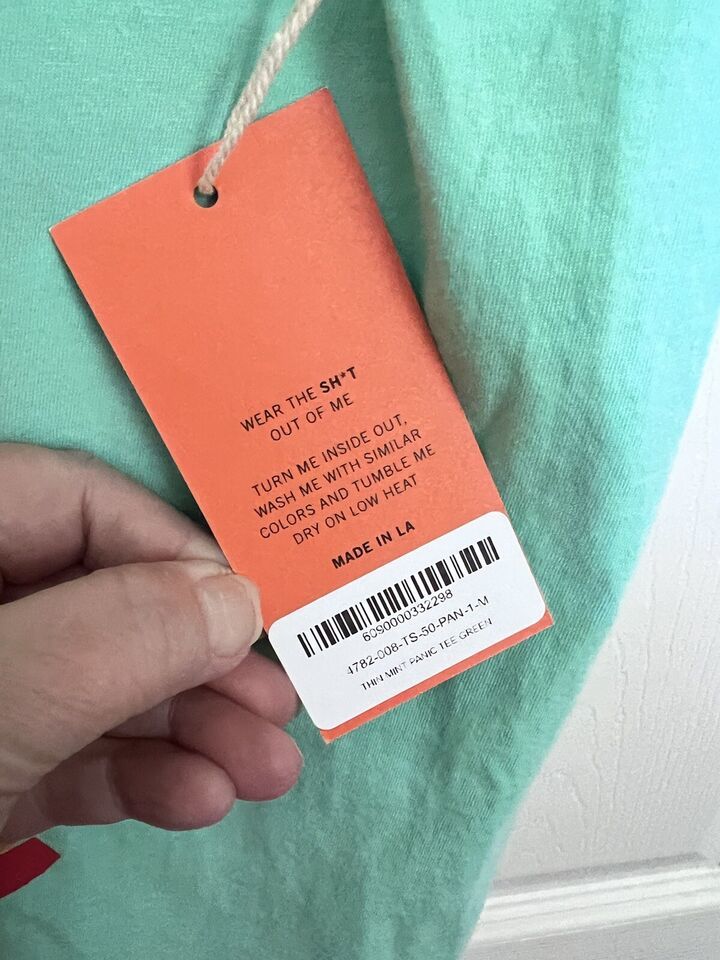 WEAR THE SH*T
OUT OF ME
TURN ME INSIDE OUT,
WASH ME WITH SIMILAR
COLORS AND TUMBLE ME
DRY ON LOW HEAT
MADE IN LA
6090000332298
4782-008-TS-50-PAN-1-M
THIN MINT PANIC TEE GREEN